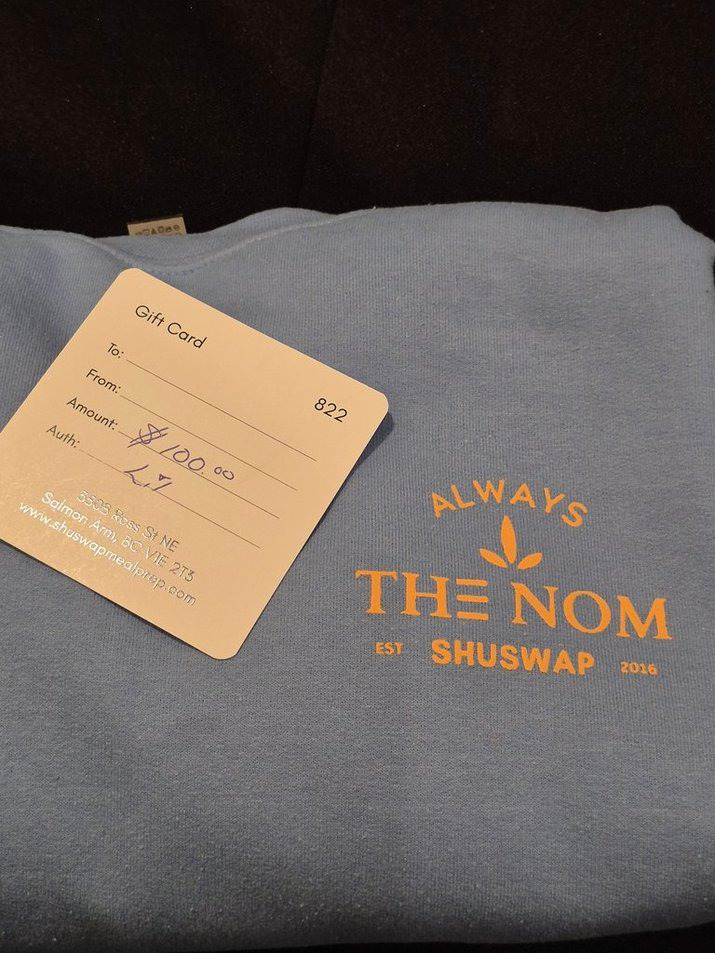 Gift Card
822
To:
From:
Amount: $100.00
Auth:
Ross St NE
Salmon Arm, BC V1E 2T3
www.shuswapmealprep.com
ALWAYS
THE NOM
EST SHUSWAP 2016